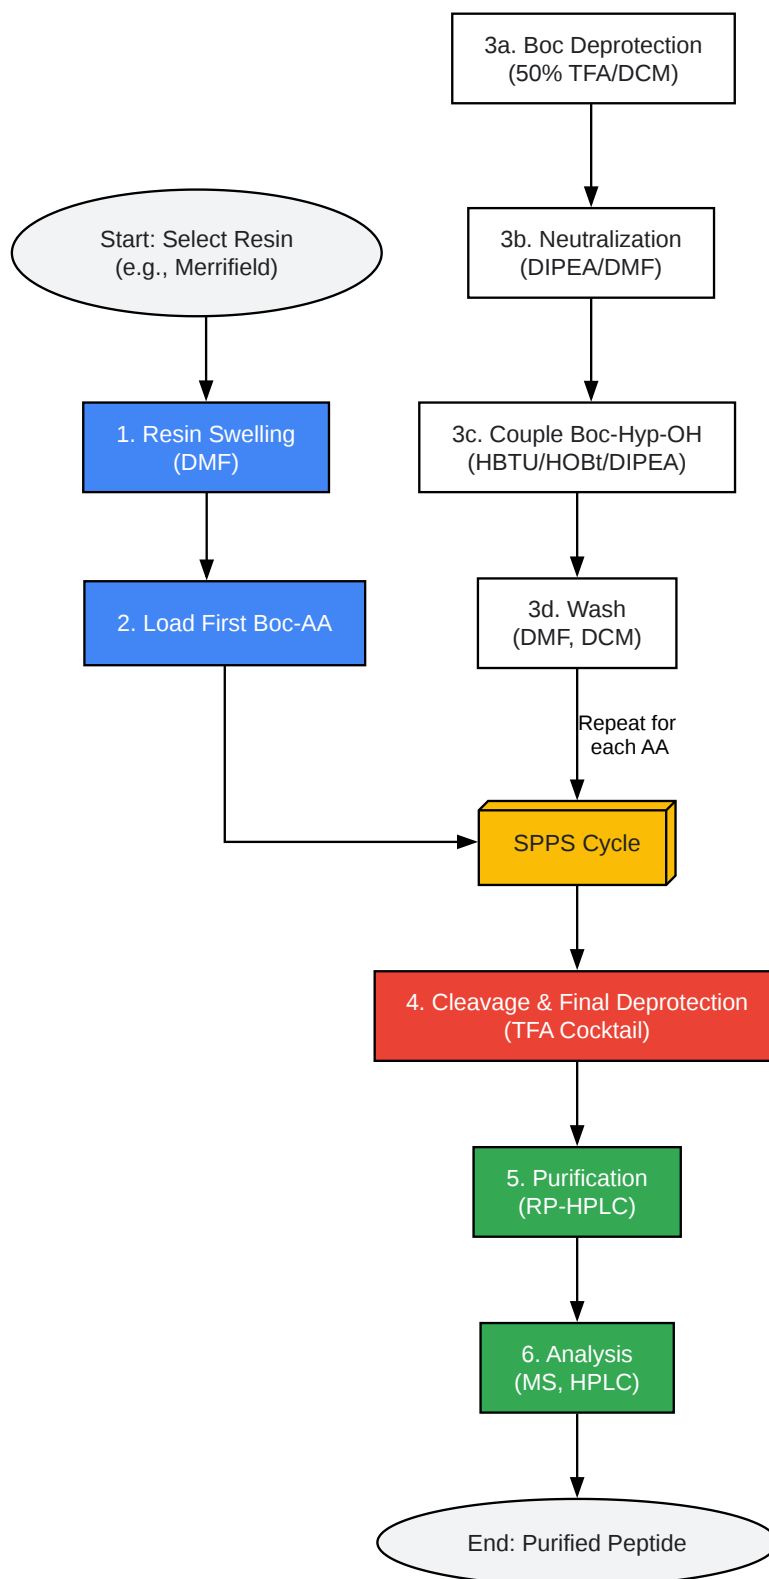 3a. Boc Deprotection
(50% TFA/DCM)
Start: Select Resin
(e.g., Merrifield)
3b. Neutralization
(DIPEA/DMF)
1. Resin Swelling
(DMF)
3c. Couple Boc-Hyp-OH
(HBTU/HOBt/DIPEA)
2. Load First Boc-AA
3d. Wash
(DMF, DCM)
Repeat for
each AA
SPPS Cycle
4. Cleavage & Final Deprotection
(TFA Cocktail)
5. Purification
(RP-HPLC)
6. Analysis
(MS, HPLC)
End: Purified Peptide